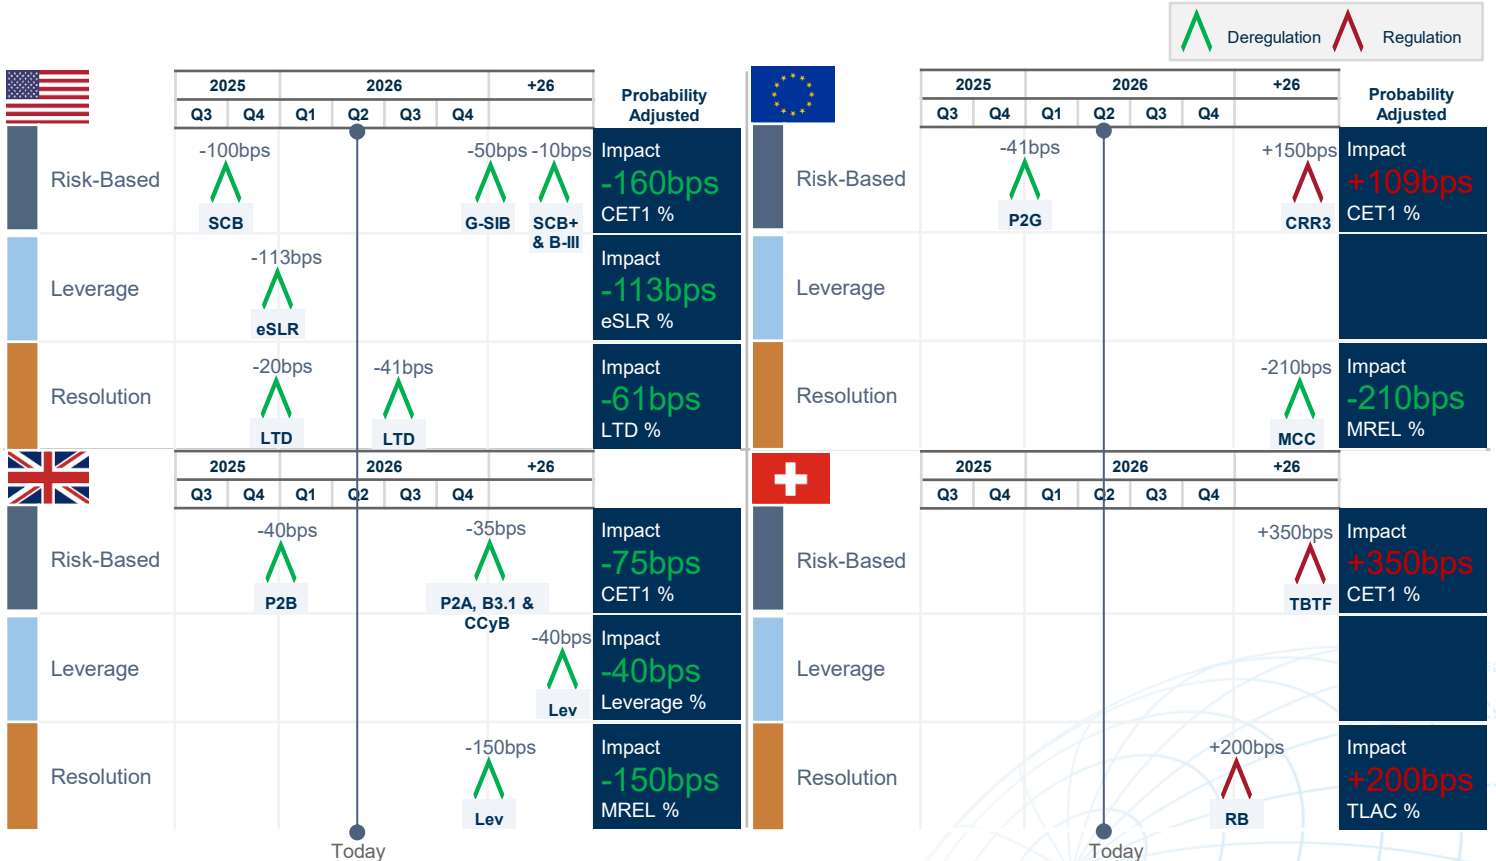 Deregulation Regulation
2025 2026 +26 Probability Adjusted
Q3 Q4 Q1 Q2 Q3 Q4
Risk-Based
-100bps -50bps -10bps
SCB G-SIB SCB+
& B-III
Impact
-160bps
CET1 %
Leverage
-113bps
eSLR
Impact
-113bps
eSLR %
Resolution
-20bps -41bps
LTD LTD
Impact
-61bps
LTD %
2025 2026 +26 Probability Adjusted
Q3 Q4 Q1 Q2 Q3 Q4
Risk-Based
-41bps +150bps
P2G CRR3
Impact
+109bps
CET1 %
Leverage
Resolution
-210bps
MCC
Impact
-210bps
MREL %
2025 2026 +26
Q3 Q4 Q1 Q2 Q3 Q4
Risk-Based
-40bps -35bps
P2B P2A, B3.1 &
CCyB
Impact
-75bps
CET1 %
Leverage
-40bps
Lev
Impact
-40bps
Leverage %
Resolution
-150bps
Lev
Impact
-150bps
MREL %
Today
2025 2026 +26
Q3 Q4 Q1 Q2 Q3 Q4
Risk-Based
+350bps
TBTF
Impact
+350bps
CET1 %
Leverage
Resolution
+200bps
RB
Impact
+200bps
TLAC %
Today